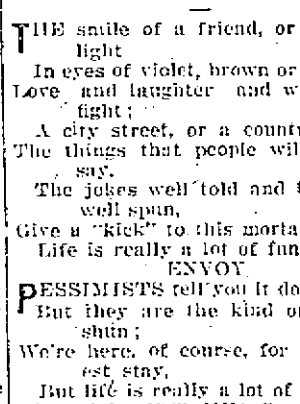 THE smile of a friend, or
light
In eyes of violet, brown or
Love and laughter and w
fight;
A city street, or a count
The things that people wil
say,
The jokes well told and t
well spun,
Give a "kick" to this morta
Life is really a lot of fun
ENVOY
PESSIMISTS tell you it do
But they are the kind o
shun;
We're here, of course, for
est stay,
But life is really a lot of